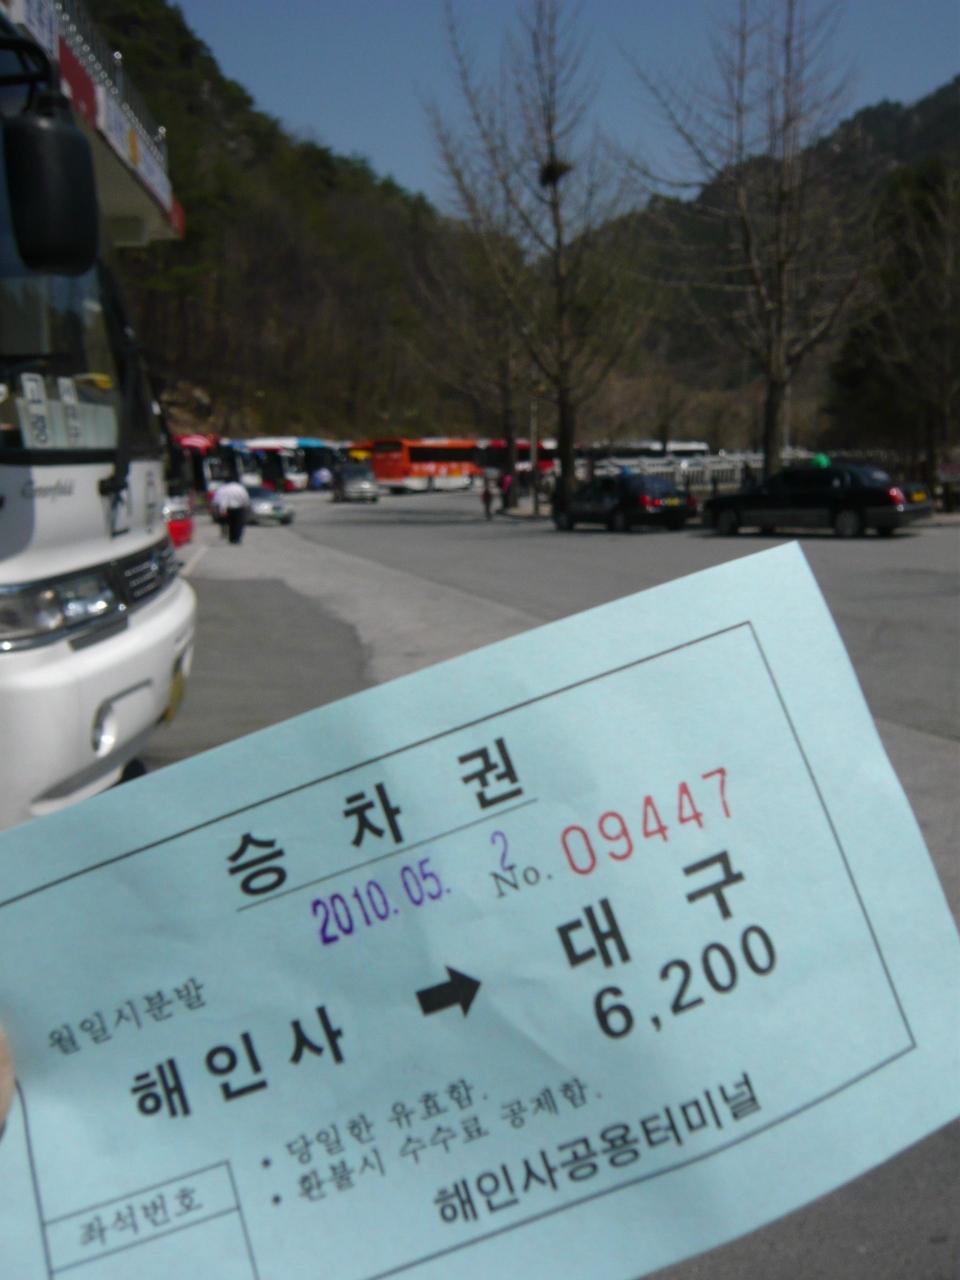 승차권
2010.05. 2
No. 09447
월일시분발
해인사 ➡ 대구
6,200
• 당일한 유효함.
• 환불시 수수료 공제함.
좌석번호
해인사공용터미널